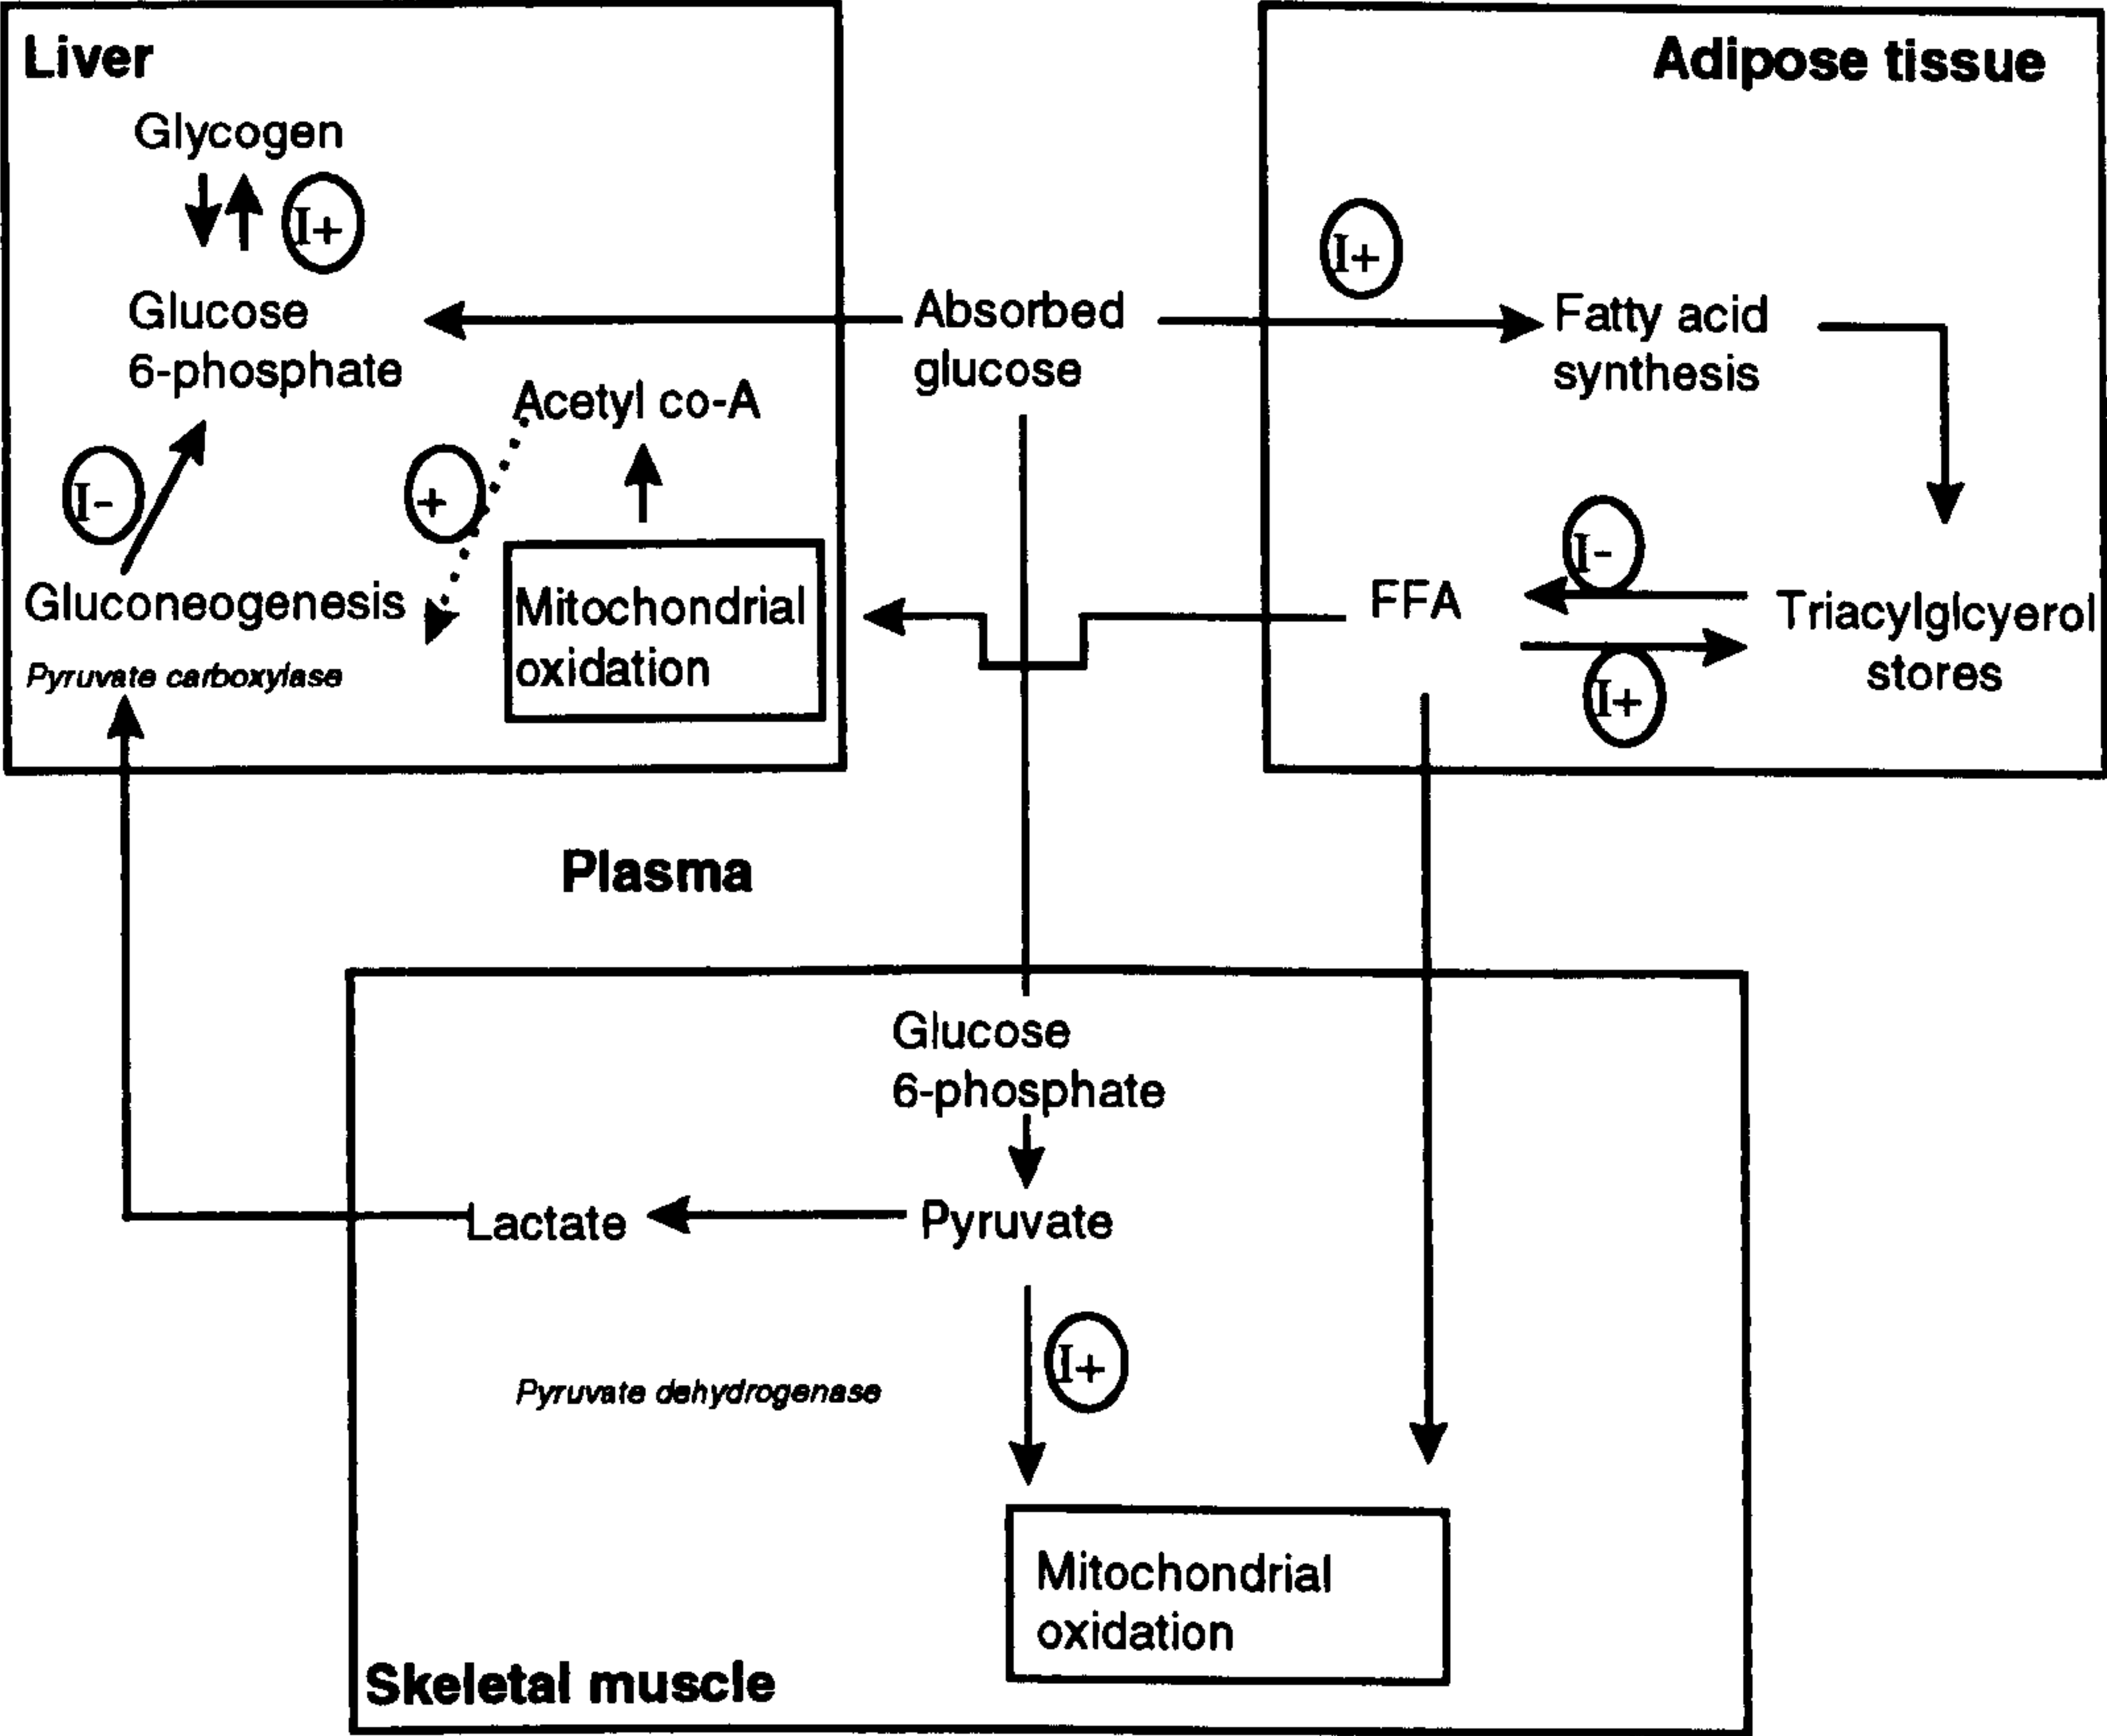 Liver
Glycogen
I+
Glucose
6-phosphate
Acetyl co-A
I-
+
Gluconeogenesis
Pyruvate carboxylase
Mitochondrial
oxidation
Absorbed
glucose
Adipose tissue
I+
Fatty acid
synthesis
I-
FFA
Triacylglcyerol
stores
I+
Plasma
Glucose
6-phosphate
Lactate
Pyruvate
I+
Pyruvate dehydrogenase
Mitochondrial
oxidation
Skeletal muscle